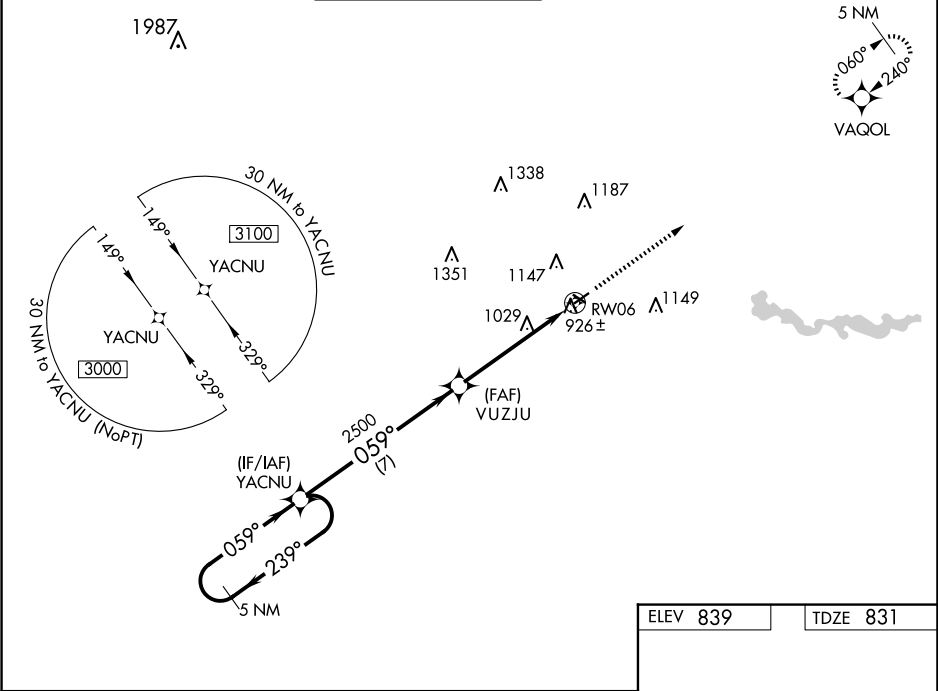 1987
5 NM
060°
240°
VAQOL
30 NM to YACNU
149°
3100
YACNU
329°
149°
YACNU
3000
329°
30 NM to YACNU (NoPT)
1338
1187
1351
1147
1029
RW06
926±
1149
(FAF)
VUZJU
2500
059°
(7)
(IF/IAF)
YACNU
059°
239°
5 NM
ELEV 839
TDZE 831